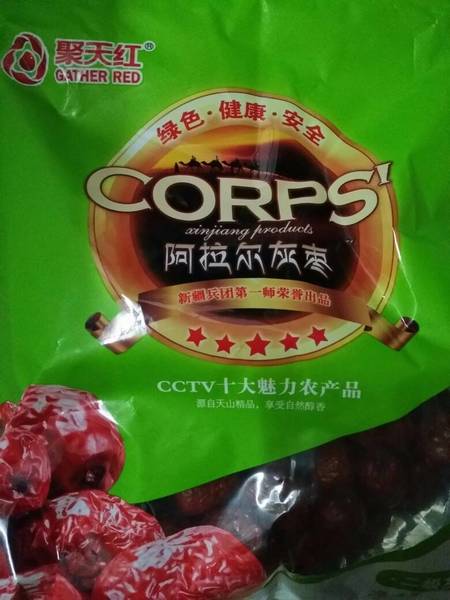 聚天红®
GATHER RED
绿色·健康·安全
CORPS'
xinjiang products
阿拉尔灰枣
新疆兵团第一师荣誉出品
CCTV十大魅力农产品
源自天山精品，享受自然醇香